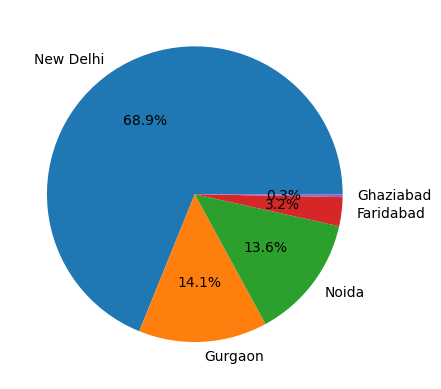 New Delhi
68.9%
0.3%
Ghaziabad
3.2%
Faridabad
13.6%
14.1%
Noida
Gurgaon